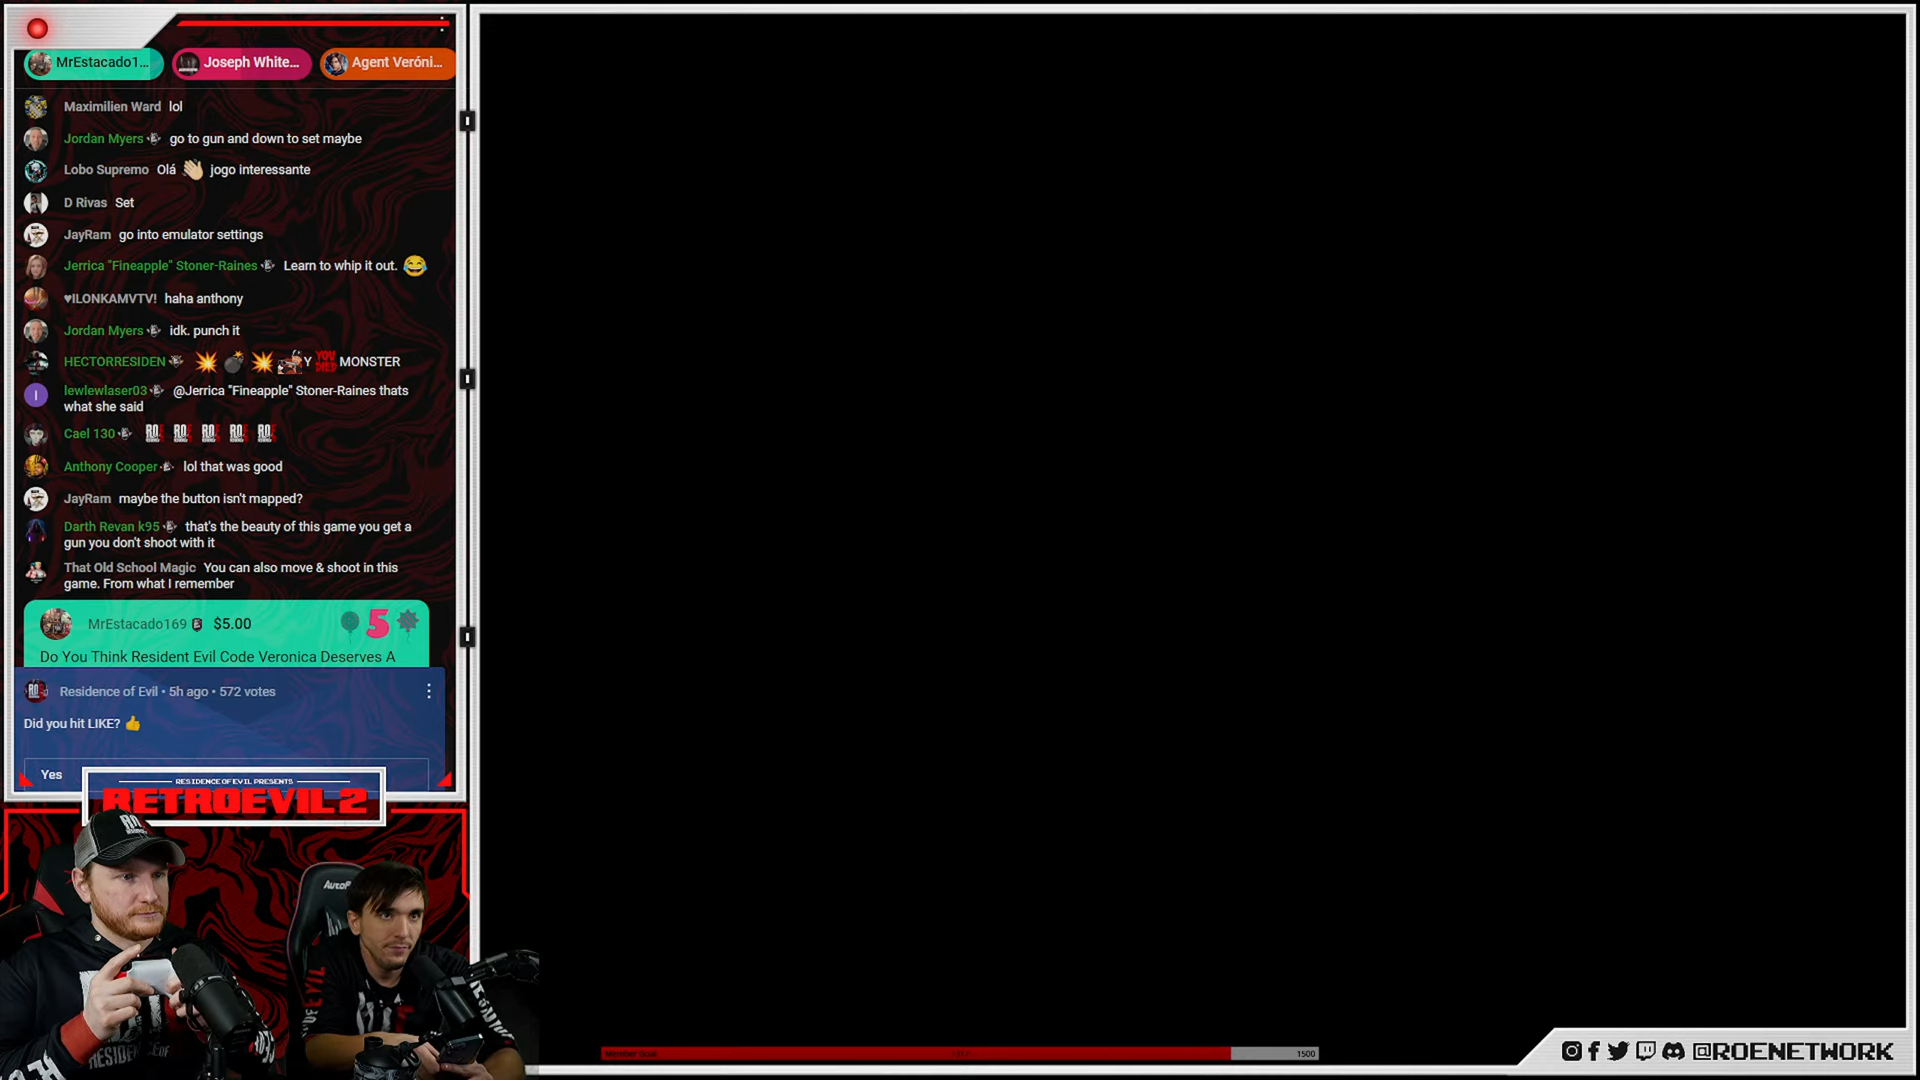 MrEstacado1...
Joseph White...
Agent Veróni...
Maximilien Ward lol
Jordan Myers go to gun and down to set maybe
Lobo Supremo Olá 👋🏼 jogo interessante
D Rivas Set
JayRam go into emulator settings
Jerrica "Fineapple" Stoner-Raines Learn to whip it out. 😂
♥ILONKAMVTV! haha anthony
Jordan Myers idk. punch it
HECTORRESIDEN 💥 💣 💥 Y YOU DIED MONSTER
lewlewlaser03 @Jerrica "Fineapple" Stoner-Raines thats
what she said
Cael 130
Anthony Cooper lol that was good
JayRam maybe the button isn't mapped?
Darth Revan k95 that's the beauty of this game you get a
gun you don't shoot with it
That Old School Magic You can also move & shoot in this
game. From what I remember
MrEstacado169 $5.00 5
Do You Think Resident Evil Code Veronica Deserves A
Residence of Evil • 5h ago • 572 votes
Did you hit LIKE? 👍
Yes
RESIDENCE OF EVIL PRESENTS
RETROEVIL 2
Member Goal 1500
@ROENETWORK